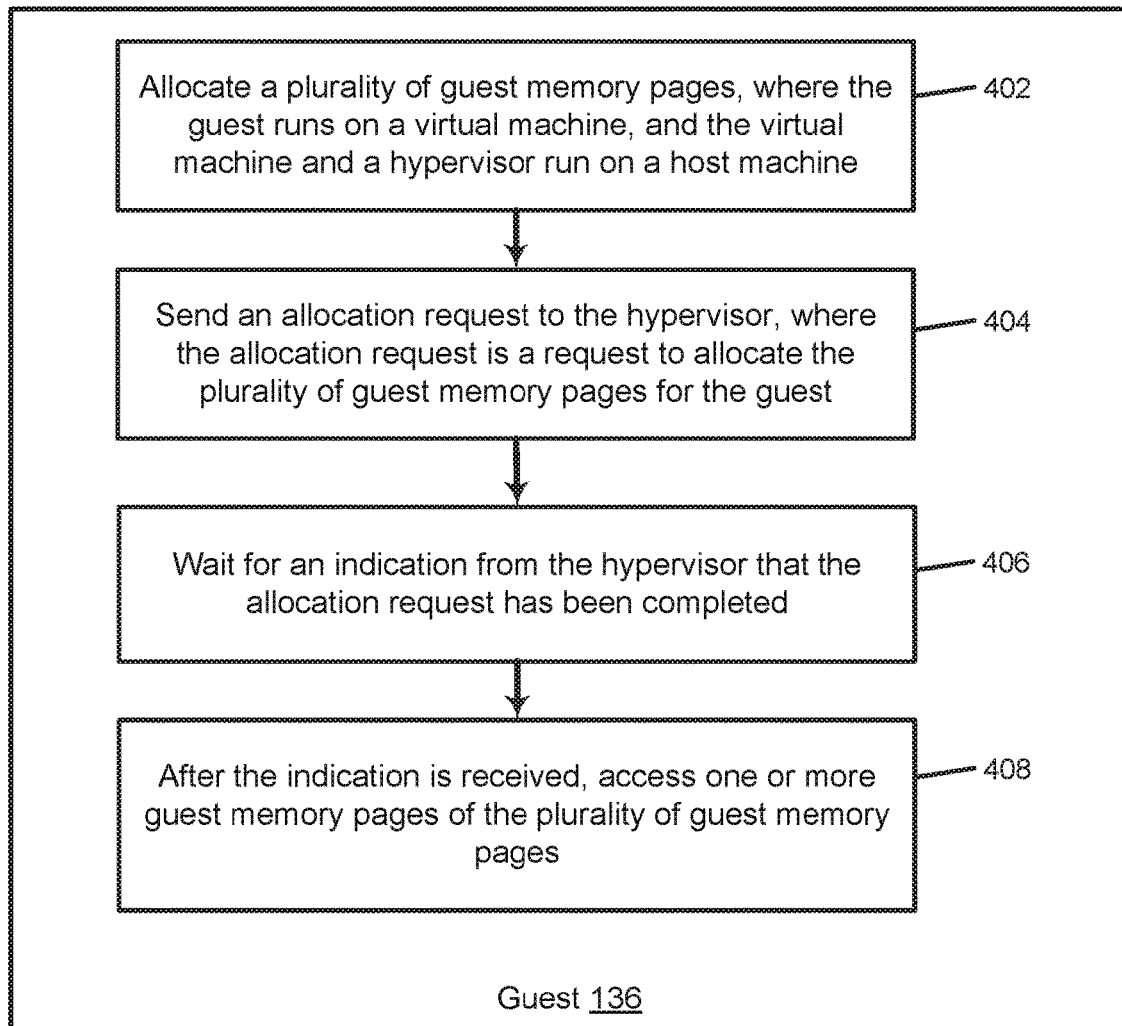 Allocate a plurality of guest memory pages, where the
guest runs on a virtual machine, and the virtual
machine and a hypervisor run on a host machine
402
Send an allocation request to the hypervisor, where
the allocation request is a request to allocate the
plurality of guest memory pages for the guest
404
Wait for an indication from the hypervisor that the
allocation request has been completed
406
After the indication is received, access one or more
guest memory pages of the plurality of guest memory
pages
408
Guest 136